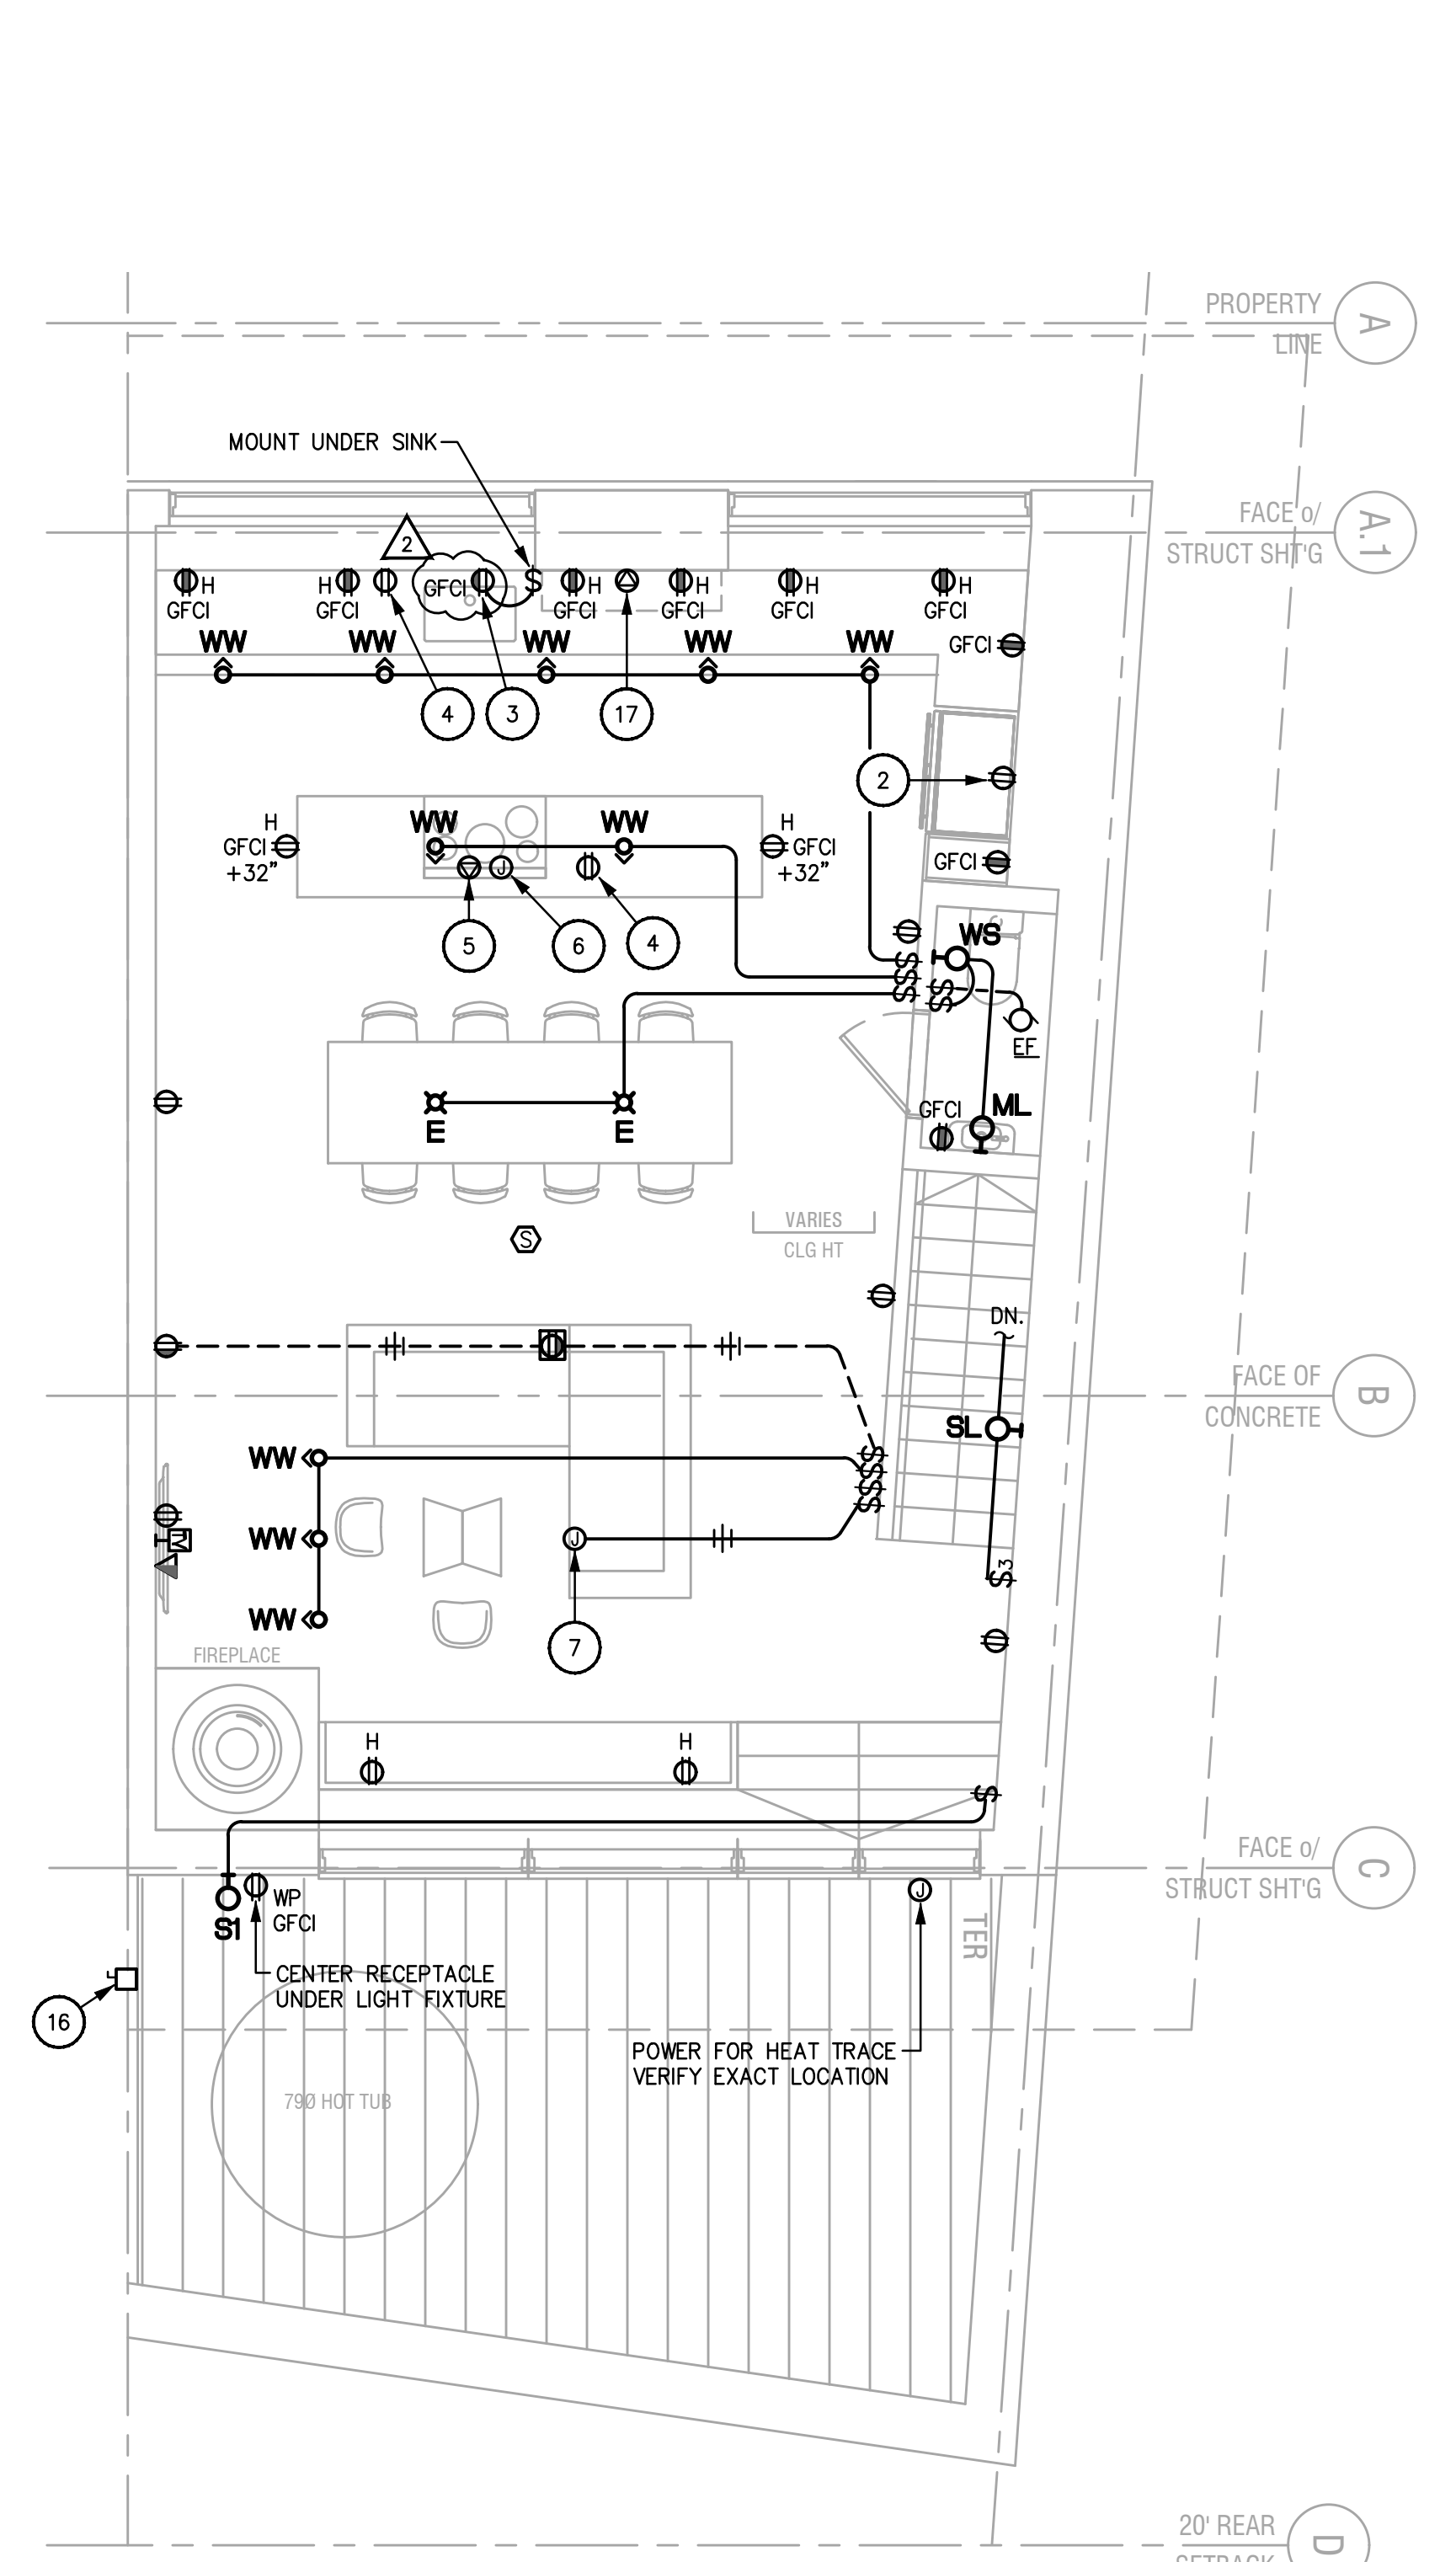 PROPERTY
LINE
A
MOUNT UNDER SINK
FACE o/
STRUCT SHT'G
A.1
2
GFCI
$
H
GFCI
H
GFCI
H
GFCI
H
GFCI
H
GFCI
H
GFCI
WW
WW
WW
WW
WW
GFCI
4
3
17
2
H
GFCI
+32"
WW
WW
J
H
GFCI
+32"
GFCI
5
6
4
WS
$
$
$
$
$
EF
GFCI
ML
E
E
VARIES
CLG HT
S
DN.
FACE OF
CONCRETE
B
SL
WW
$
$
$
$
WW
J
M
$3
WW
7
FIREPLACE
H
H
$
FACE o/
STRUCT SHT'G
C
S1
WP
GFCI
J
TER
CENTER RECEPTACLE
UNDER LIGHT FIXTURE
16
POWER FOR HEAT TRACE
VERIFY EXACT LOCATION
79Ø HOT TUB
20' REAR
SETBACK
D